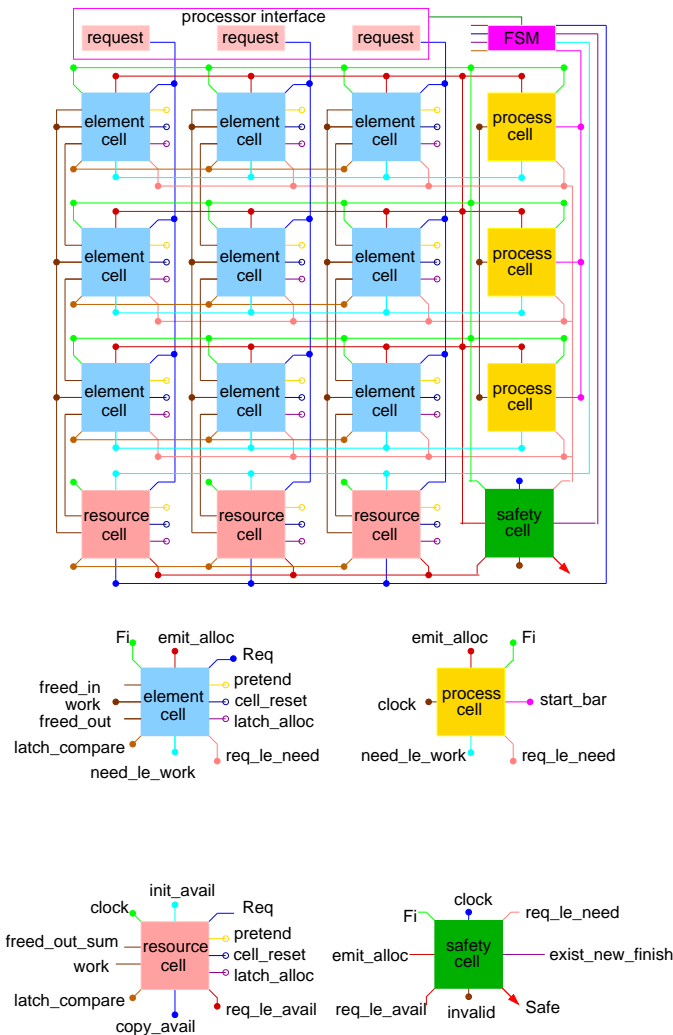 processor interface
request
request
request
FSM
element
cell
element
cell
element
cell
process
cell
element
cell
element
cell
element
cell
process
cell
element
cell
element
cell
element
cell
process
cell
resource
cell
resource
cell
resource
cell
safety
cell
Fi
emit_alloc
Req
freed_in
work
freed_out
element
cell
pretend
cell_reset
latch_alloc
latch_compare
need_le_work
req_le_need
emit_alloc
Fi
clock
process
cell
start_bar
need_le_work
req_le_need
init_avail
clock
Req
freed_out_sum
work
resource
cell
pretend
cell_reset
latch_alloc
latch_compare
copy_avail
req_le_avail
clock
Fi
req_le_need
emit_alloc
safety
cell
exist_new_finish
req_le_avail
invalid
Safe